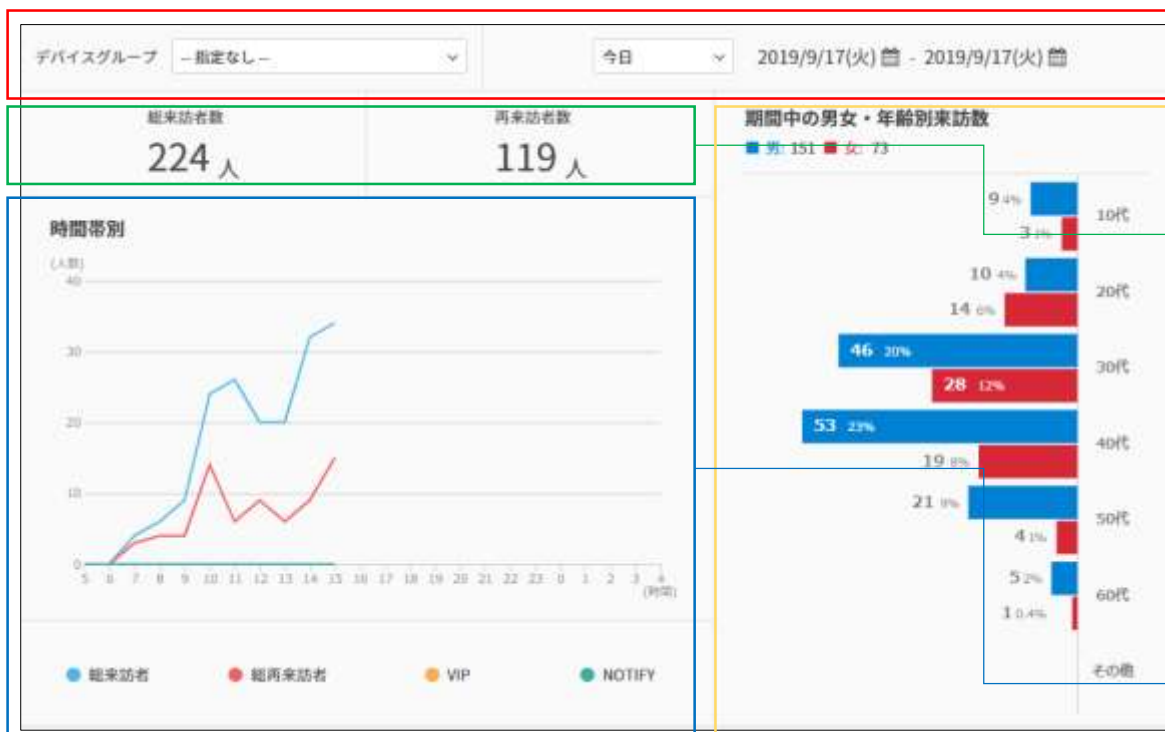 デバイスグループ -- 指定なし -- 今日 2019/9/17(火) - 2019/9/17(火)
総来訪者数 再来訪者数
224 人 119 人
時間帯別
(人数)
40
30
20
10
0
5 6 7 8 9 10 11 12 13 14 15 16 17 18 19 20 21 22 23 0 1 2 3 4
(時間)
総来訪者 総再来訪者 VIP NOTIFY
期間中の男女・年齢別来訪数
男: 151 女: 73
9 4% 10代
3 1%
10 4% 20代
14 6%
46 20% 30代
28 12%
53 23% 40代
19 8%
21 9% 50代
4 1%
5 2% 60代
1 0.4%
その他